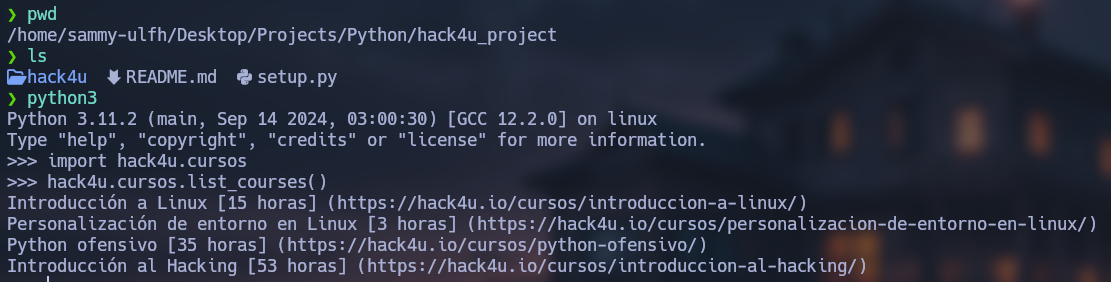 ❯ pwd
/home/sammy-ulfh/Desktop/Projects/Python/hack4u_project
❯ ls
hack4u README.md setup.py
❯ python3
Python 3.11.2 (main, Sep 14 2024, 03:00:30) [GCC 12.2.0] on linux
Type "help", "copyright", "credits" or "license" for more information.
>>> import hack4u.cursos
>>> hack4u.cursos.list_courses()
Introducción a Linux [15 horas] (https://hack4u.io/cursos/introduccion-a-linux/)
Personalización de entorno en Linux [3 horas] (https://hack4u.io/cursos/personalizacion-de-entorno-en-linux/)
Python ofensivo [35 horas] (https://hack4u.io/cursos/python-ofensivo/)
Introducción al Hacking [53 horas] (https://hack4u.io/cursos/introduccion-al-hacking/)